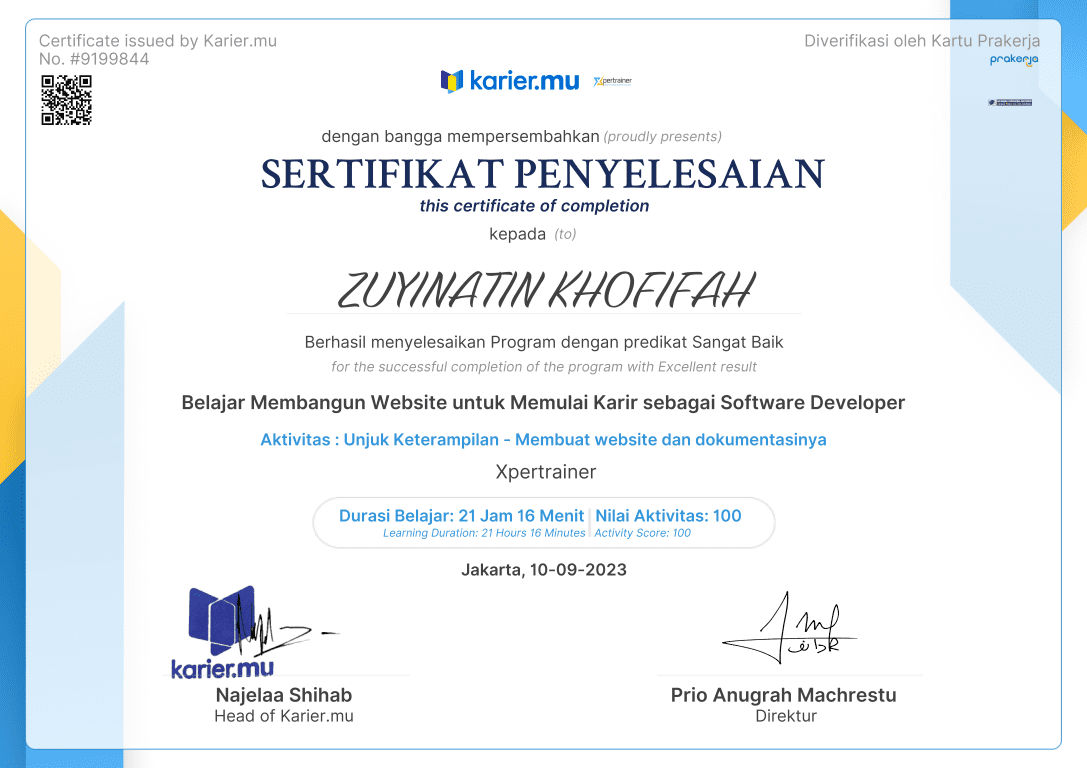 Certificate issued by Karier.mu
No. #9199844
Diverifikasi oleh Kartu Prakerja
prakerja
karier.mu
Xpertrainer
dengan bangga mempersembahkan (proudly presents)
SERTIFIKAT PENYELESAIAN
this certificate of completion
kepada (to)
ZUYINATIN KHOFIFAH
Berhasil menyelesaikan Program dengan predikat Sangat Baik
for the successful completion of the program with Excellent result
Belajar Membangun Website untuk Memulai Karir sebagai Software Developer
Aktivitas : Unjuk Keterampilan - Membuat website dan dokumentasinya
Xpertrainer
Durasi Belajar: 21 Jam 16 Menit | Nilai Aktivitas: 100
Learning Duration: 21 Hours 16 Minutes | Activity Score: 100
Jakarta, 10-09-2023
karier.mu
Najelaa Shihab
Head of Karier.mu
Prio Anugrah Machrestu
Direktur